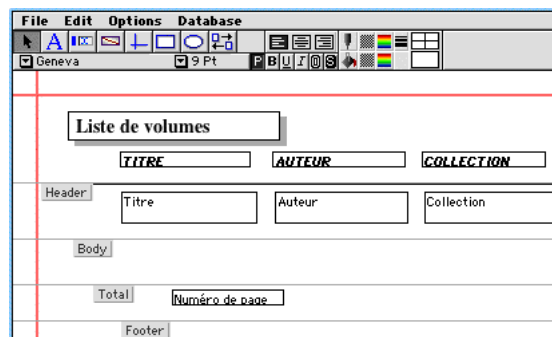 File Edit Options Database
A
Geneva 9 Pt P B U I O S
Liste de volumes
TITRE AUTEUR COLLECTION
Header
Titre Auteur Collection
Body
Total Numéro de page
Footer